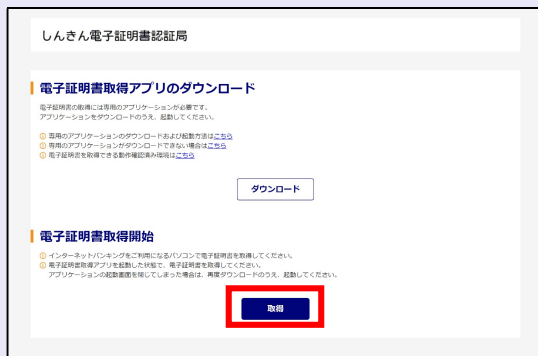 しんきん電子証明書認証局
電子証明書取得アプリのダウンロード
電子証明書の取得には専用のアプリケーションが必要です。
アプリケーションをダウンロードのうえ、起動してください。
専用のアプリケーションのダウンロードおよび起動方法はこちら
専用のアプリケーションがダウンロードできない場合はこちら
電子証明書を取得できる動作確認済み環境はこちら
ダウンロード
電子証明書取得開始
インターネットバンキングをご利用になるパソコンで電子証明書を取得してください。
電子証明書取得アプリを起動した状態で、電子証明書を取得してください。
アプリケーションの起動画面を閉じてしまった場合は、再度ダウンロードのうえ、起動してください。
取得